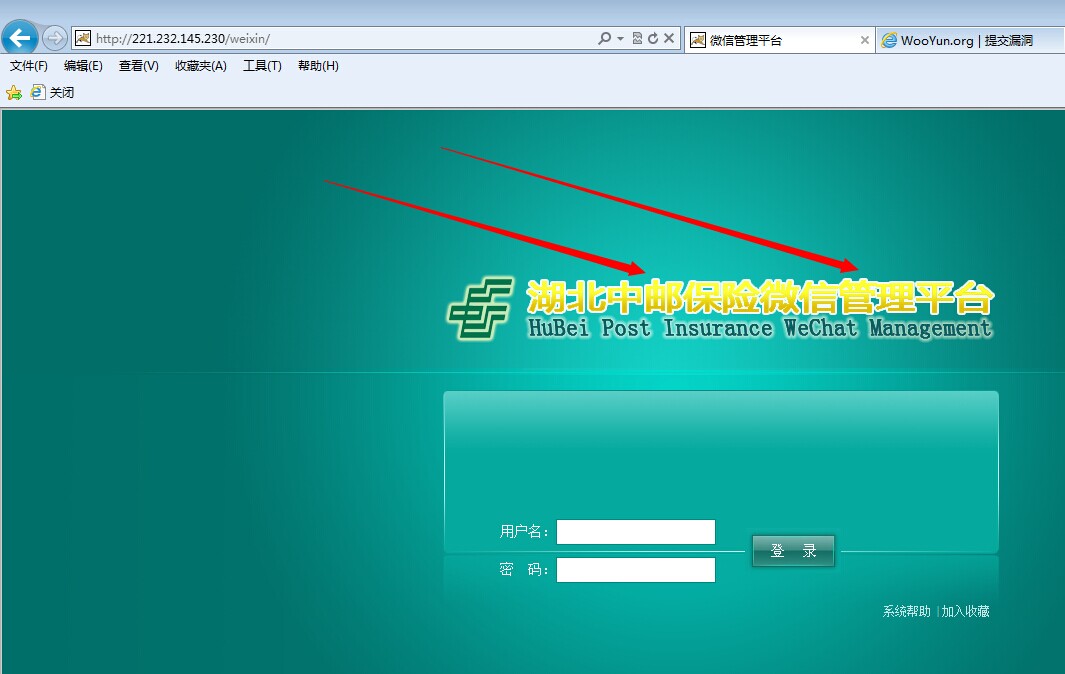 http://221.232.145.230/weixin/
微信管理平台
WooYun.org | 提交漏洞
文件(F) 编辑(E) 查看(V) 收藏夹(A) 工具(T) 帮助(H)
关闭
湖北中邮保险微信管理平台
HuBei Post Insurance WeChat Management
用户名：
登 录
密 码：
系统帮助 | 加入收藏